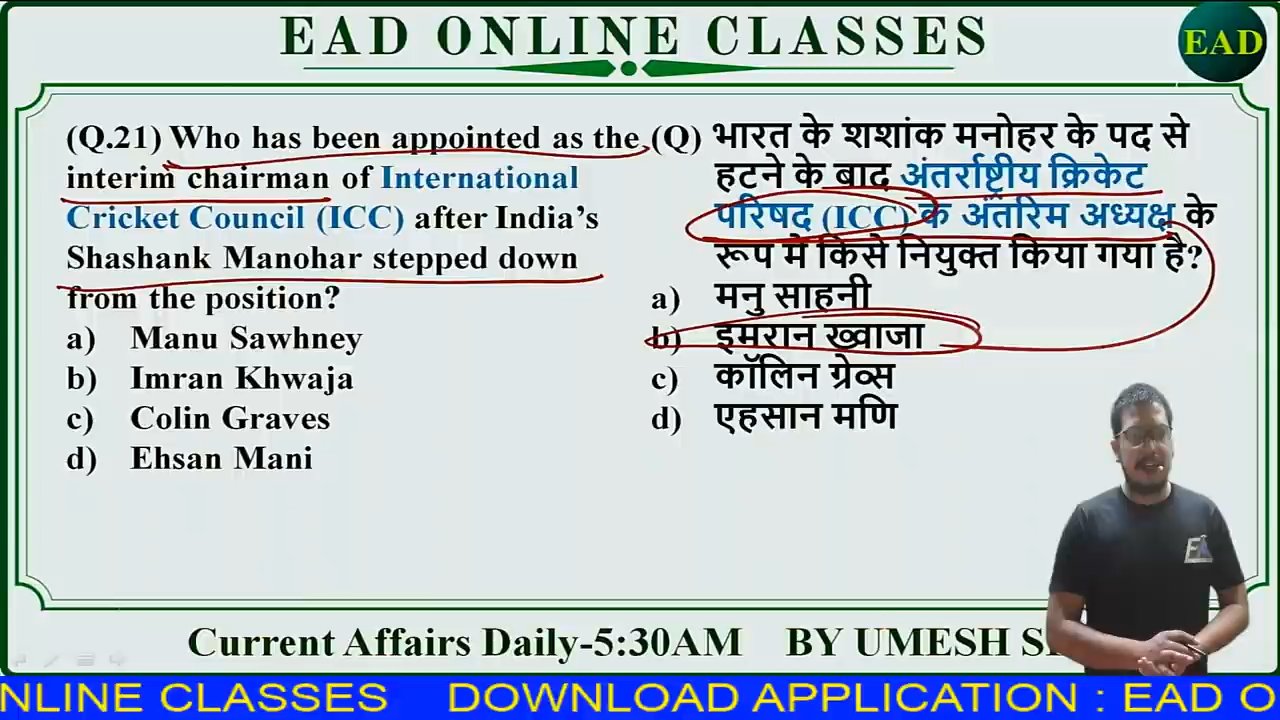 EAD ONLINE CLASSES
EAD
(Q.21) Who has been appointed as the
interim chairman of International
Cricket Council (ICC) after India’s
Shashank Manohar stepped down
from the position?
a) Manu Sawhney
b) Imran Khwaja
c) Colin Graves
d) Ehsan Mani
(Q) भारत के शशांक मनोहर के पद से
हटने के बाद अंतर्राष्ट्रीय क्रिकेट
परिषद (ICC) के अंतरिम अध्यक्ष के
रूप में किसे नियुक्त किया गया है?
a) मनु साहनी
b) इमरान ख्वाजा
c) कॉलिन ग्रेव्स
d) एहसान मणि
Current Affairs Daily-5:30AM BY UMESH
NLINE CLASSES DOWNLOAD APPLICATION : EAD O